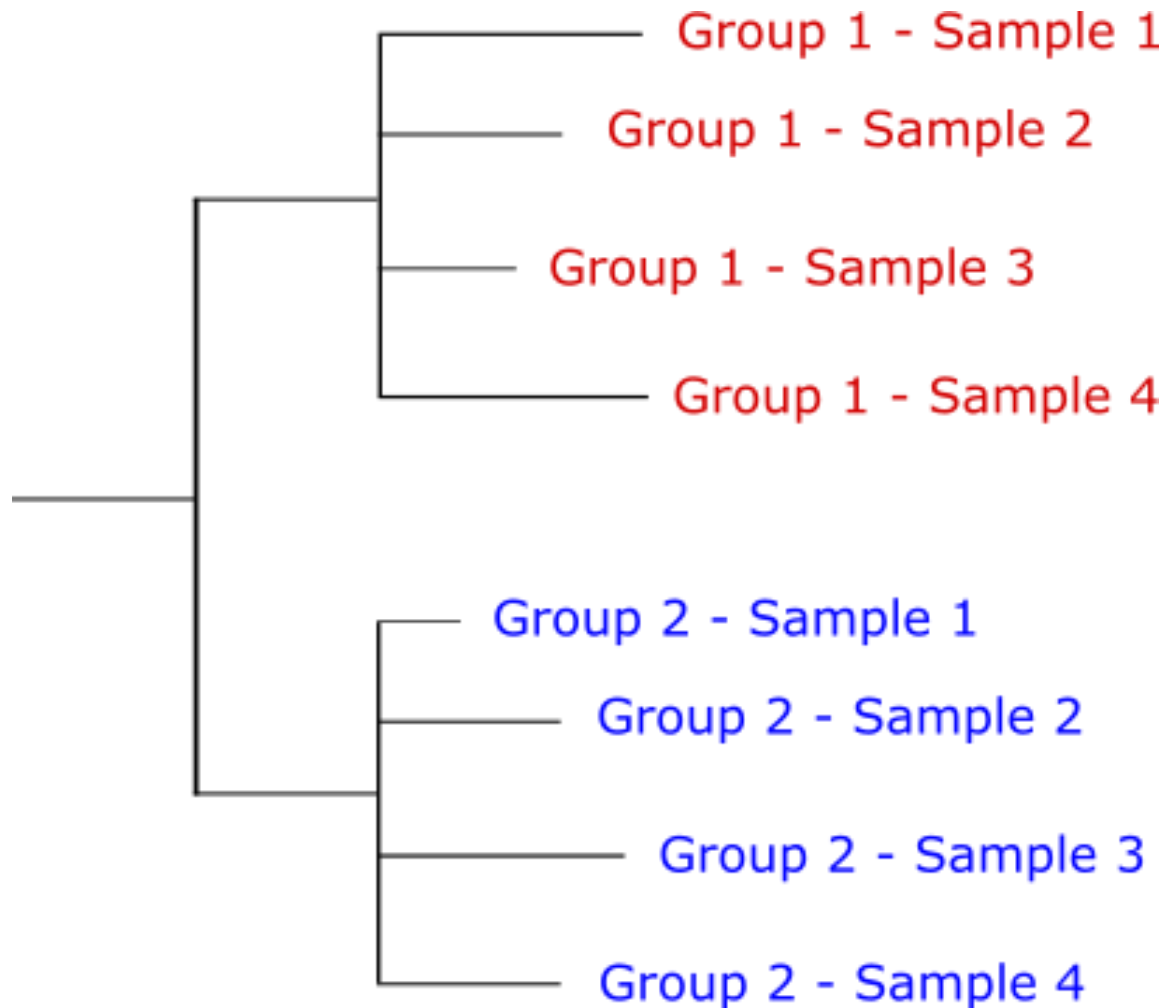 Group 1 - Sample 1
Group 1 - Sample 2
Group 1 - Sample 3
Group 1 - Sample 4
Group 2 - Sample 1
Group 2 - Sample 2
Group 2 - Sample 3
Group 2 - Sample 4